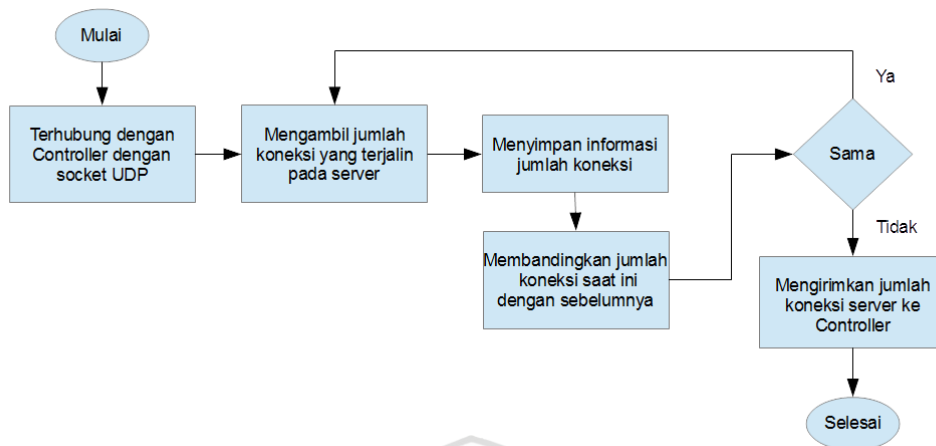 Mulai
Terhubung dengan
Controller dengan
socket UDP
Mengambil jumlah
koneksi yang terjalin
pada server
Menyimpan informasi
jumlah koneksi
Membandingkan jumlah
koneksi saat ini
dengan sebelumnya
Ya
Sama
Tidak
Mengirimkan jumlah
koneksi server ke
Controller
Selesai